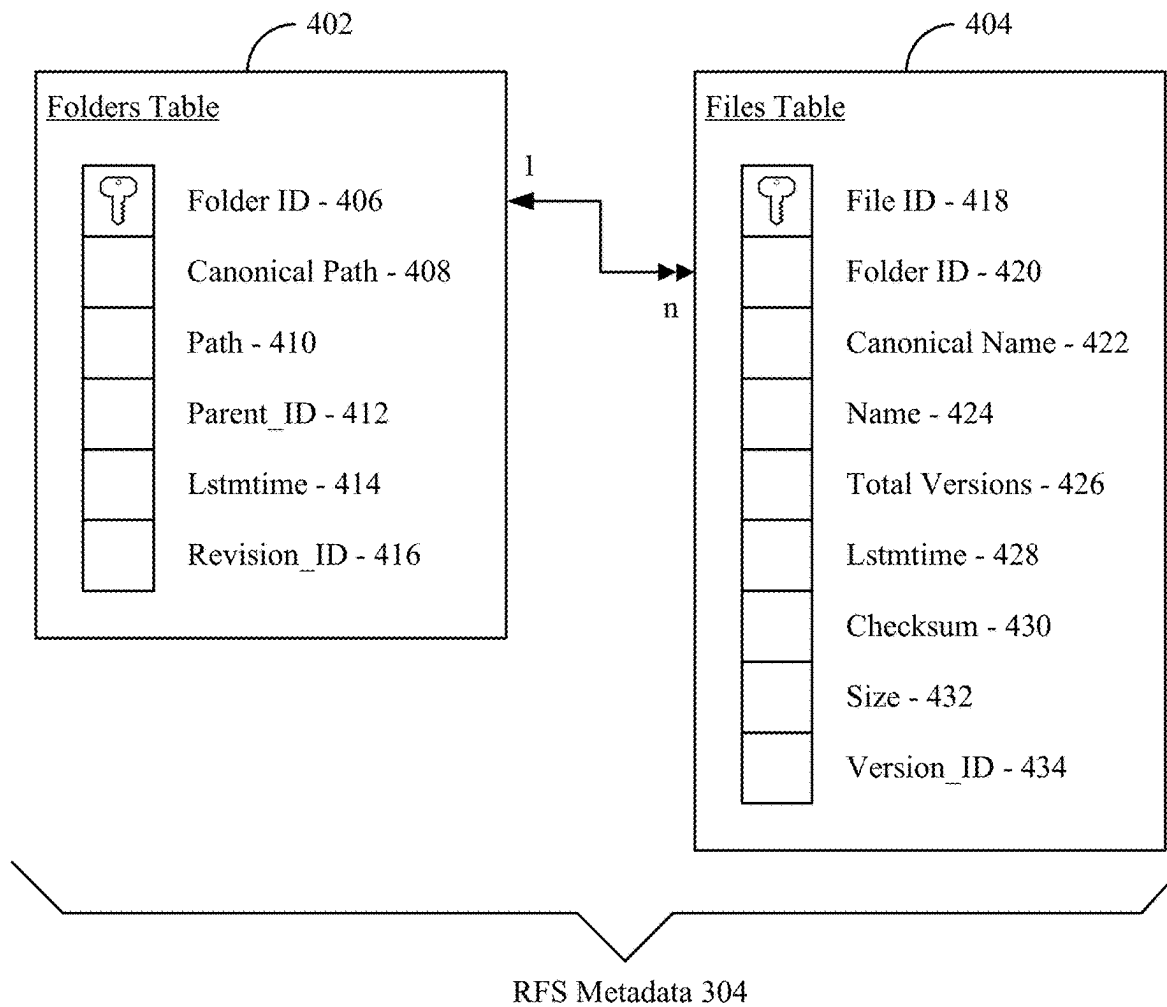 402
404
Folders Table
Folder ID - 406
Canonical Path - 408
Path - 410
Parent_ID - 412
Lstmtime - 414
Revision_ID - 416
1
n
Files Table
File ID - 418
Folder ID - 420
Canonical Name - 422
Name - 424
Total Versions - 426
Lstmtime - 428
Checksum - 430
Size - 432
Version_ID - 434
RFS Metadata 304